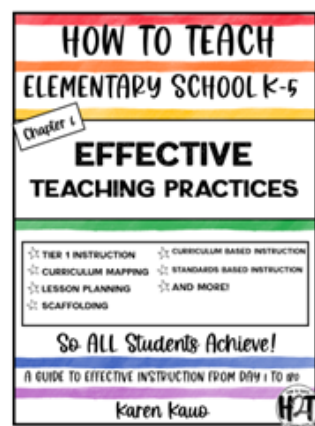 HOW TO TEACH
ELEMENTARY SCHOOL K-5
Chapter 6
EFFECTIVE
TEACHING PRACTICES
TIER 1 INSTRUCTION
CURRICULUM MAPPING
LESSON PLANNING
SCAFFOLDING
CURRICULUM BASED INSTRUCTION
STANDARDS BASED INSTRUCTION
AND MORE!
So ALL Students Achieve!
A GUIDE TO EFFECTIVE INSTRUCTION FROM DAY 1 TO 180
Karen Kauo
H2T